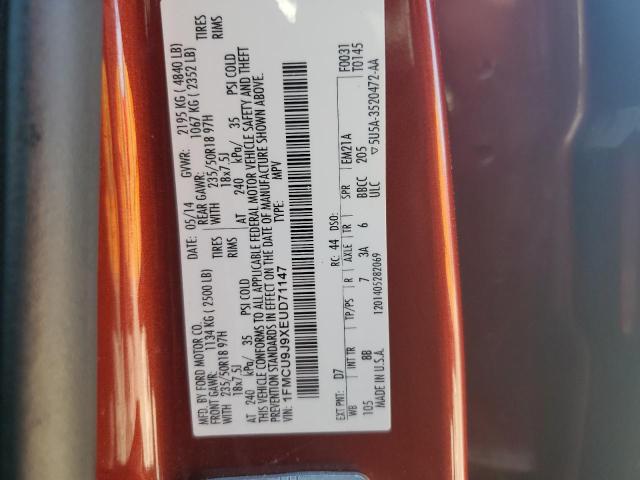 MFD. BY FORD MOTOR CO.
DATE: 05/14 GVWR: 2195 KG ( 4840 LB)
FRONT GAWR: 1134 KG ( 2500 LB) REAR GAWR: 1067 KG ( 2352 LB)
WITH 235/50R18 97H TIRES WITH 235/50R18 97H TIRES
18x7.5J RIMS 18x7.5J RIMS
AT 240 kPa/ 35 PSI COLD AT 240 kPa/ 35 PSI COLD
THIS VEHICLE CONFORMS TO ALL APPLICABLE FEDERAL MOTOR VEHICLE SAFETY AND THEFT
PREVENTION STANDARDS IN EFFECT ON THE DATE OF MANUFACTURE SHOWN ABOVE.
VIN: 1FMCU9J9XEUD71147 TYPE: MPV
F0031
T0145
EXT PNT: D7 RC: 44 DSO:
WB INT TR TP/PS R AXLE TR SPR EM21A
105 8B 7 3A 6 BBCC 205
MADE IN U.S.A. 1201405282069 ULC ▽5U5A-3520472-AA